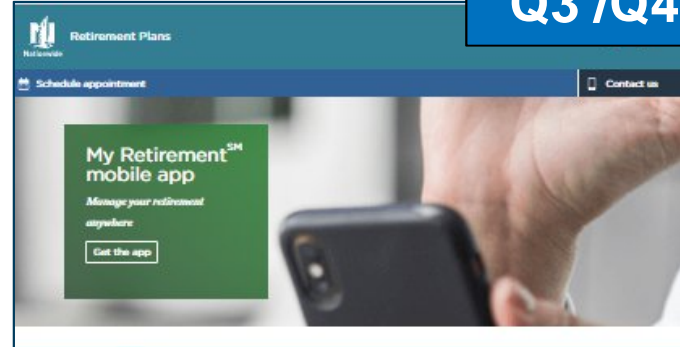 Q3 /Q4
Nationwide
Retirement Plans
Schedule appointment
Contact us
My Retirement℠
mobile app
Manage your retirement
anywhere
Get the app